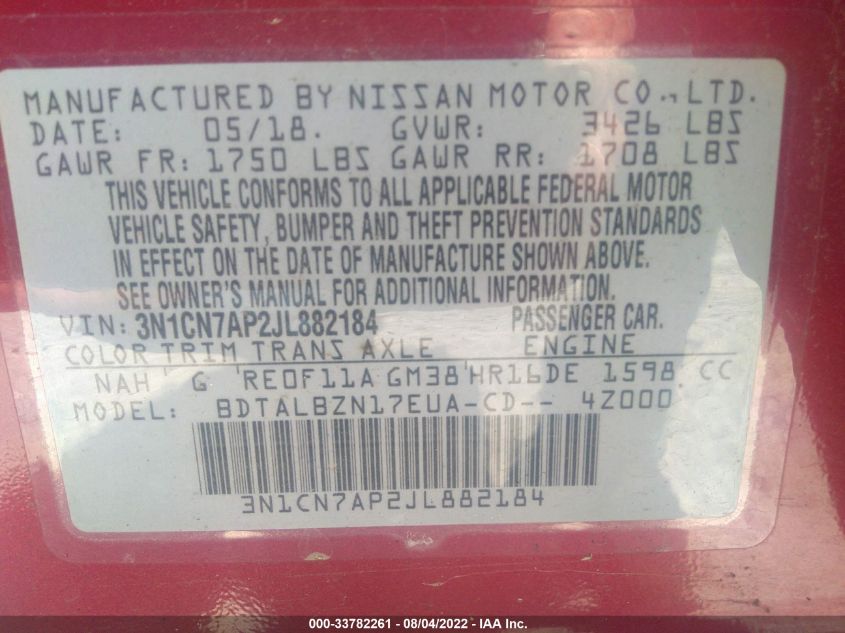 MANUFACTURED BY NISSAN MOTOR CO., LTD.
DATE: 05/18. GVWR: 3426 LBS
GAWR FR: 1750 LBS GAWR RR: 1708 LBS
THIS VEHICLE CONFORMS TO ALL APPLICABLE FEDERAL MOTOR
VEHICLE SAFETY, BUMPER AND THEFT PREVENTION STANDARDS
IN EFFECT ON THE DATE OF MANUFACTURE SHOWN ABOVE.
SEE OWNER'S MANUAL FOR ADDITIONAL INFORMATION.
VIN: 3N1CN7AP2JL882184 PASSENGER CAR.
COLOR TRIM TRANS AXLE ENGINE
NAH G RE0F11A GM38 HR16DE 1598 CC
MODEL: BDTALBZN17EUA-CD-- 4Z000
3N1CN7AP2JL882184
000-33782261 - 08/04/2022 - IAA Inc.